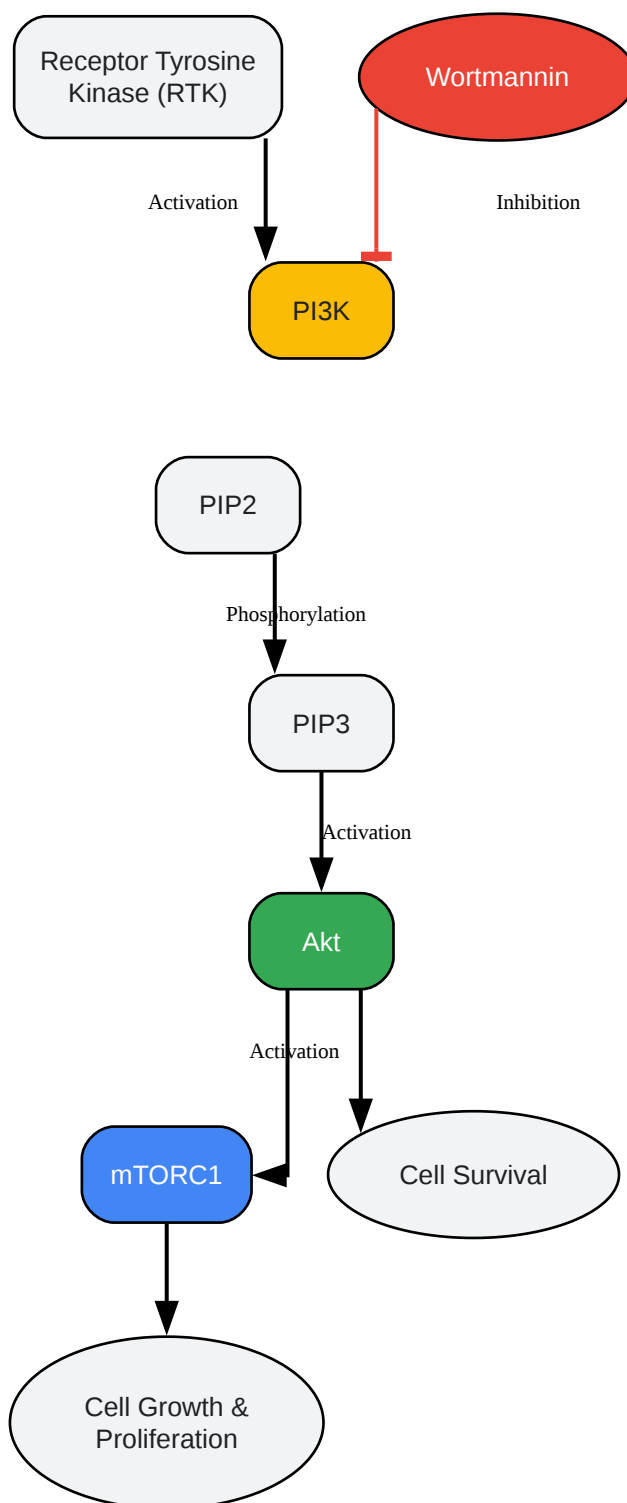 Receptor Tyrosine
Kinase (RTK)
Wortmannin
Activation
Inhibition
PI3K
PIP2
Phosphorylation
PIP3
Activation
Akt
Activation
mTORC1
Cell Survival
Cell Growth &
Proliferation